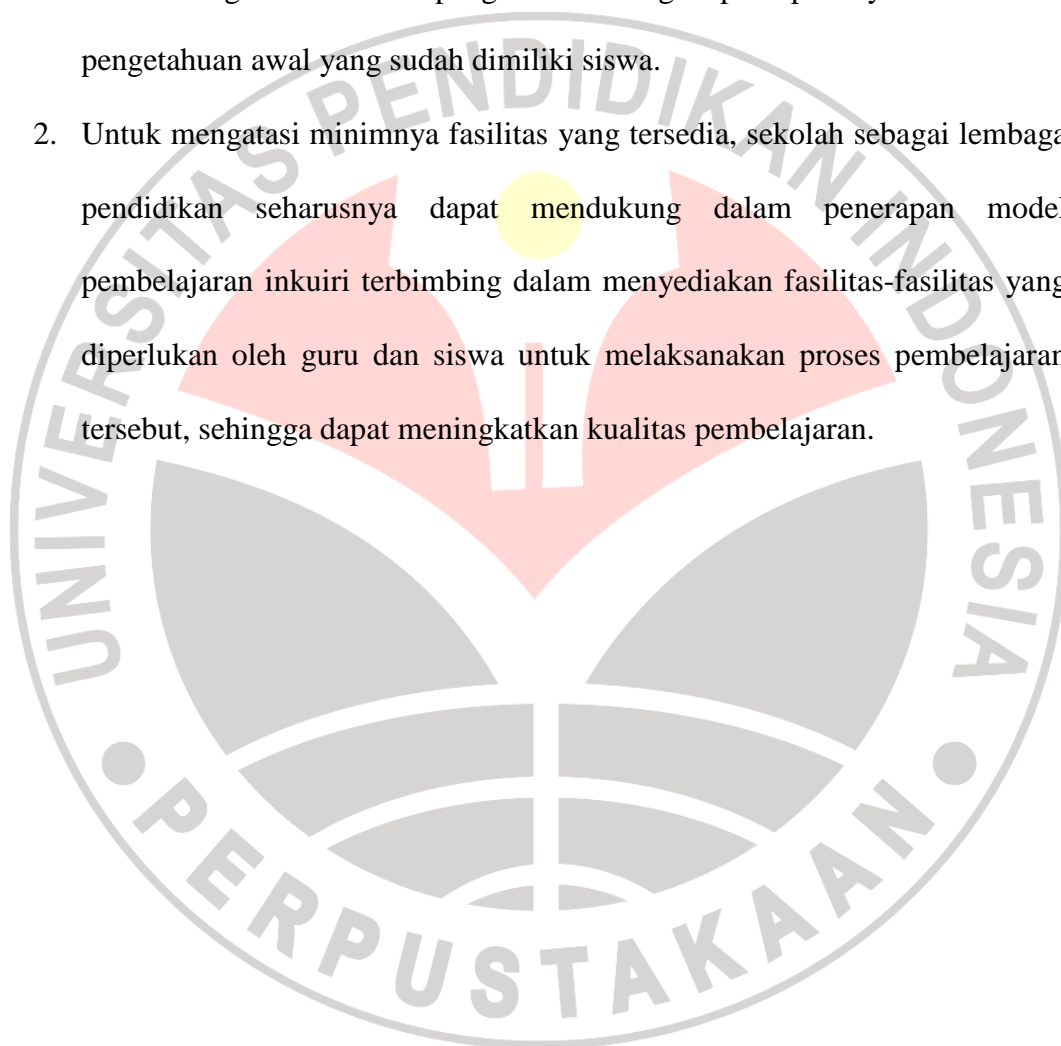 pengetahuan awal yang sudah dimiliki siswa.
2. Untuk mengatasi minimnya fasilitas yang tersedia, sekolah sebagai lembaga
pendidikan seharusnya dapat mendukung dalam penerapan model
pembelajaran inkuiri terbimbing dalam menyediakan fasilitas-fasilitas yang
diperlukan oleh guru dan siswa untuk melaksanakan proses pembelajaran
tersebut, sehingga dapat meningkatkan kualitas pembelajaran.
UNIVERSITAS PENDIDIKAN INDONESIA
PERPUSTAKAAN